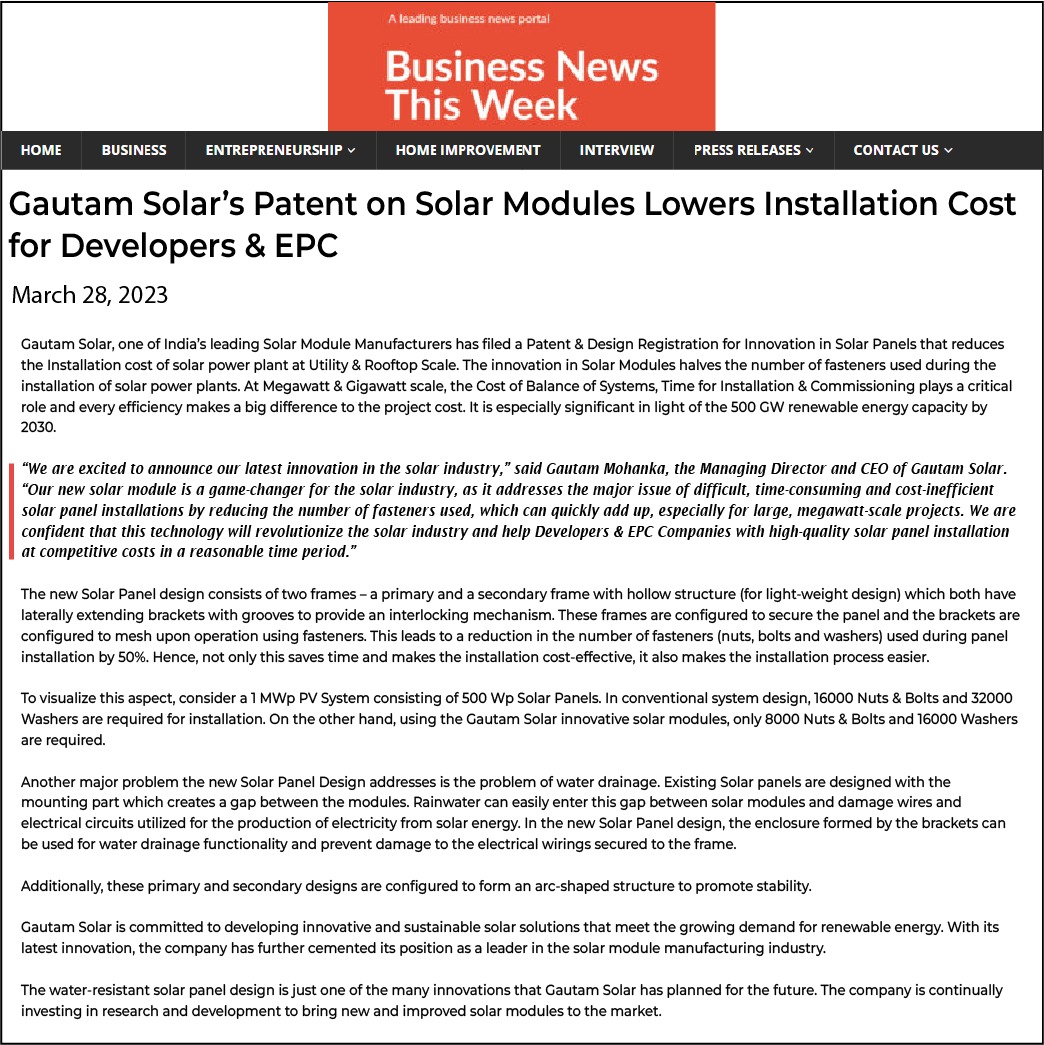 A leading business news portal
Business News
This Week
HOME BUSINESS ENTREPRENEURSHIP HOME IMPROVEMENT INTERVIEW PRESS RELEASES CONTACT US
Gautam Solar’s Patent on Solar Modules Lowers Installation Cost
for Developers & EPC
March 28, 2023
Gautam Solar, one of India’s leading Solar Module Manufacturers has filed a Patent & Design Registration for Innovation in Solar Panels that reduces
the Installation cost of solar power plant at Utility & Rooftop Scale. The innovation in Solar Modules halves the number of fasteners used during the
installation of solar power plants. At Megawatt & Gigawatt scale, the Cost of Balance of Systems, Time for Installation & Commissioning plays a critical
role and every efficiency makes a big difference to the project cost. It is especially significant in light of the 500 GW renewable energy capacity by
2030.
“We are excited to announce our latest innovation in the solar industry,” said Gautam Mohanka, the Managing Director and CEO of Gautam Solar.
“Our new solar module is a game-changer for the solar industry, as it addresses the major issue of difficult, time-consuming and cost-inefficient
solar panel installations by reducing the number of fasteners used, which can quickly add up, especially for large, megawatt-scale projects. We are
confident that this technology will revolutionize the solar industry and help Developers & EPC Companies with high-quality solar panel installation
at competitive costs in a reasonable time period.”
The new Solar Panel design consists of two frames – a primary and a secondary frame with hollow structure (for light-weight design) which both have
laterally extending brackets with grooves to provide an interlocking mechanism. These frames are configured to secure the panel and the brackets are
configured to mesh upon operation using fasteners. This leads to a reduction in the number of fasteners (nuts, bolts and washers) used during panel
installation by 50%. Hence, not only this saves time and makes the installation cost-effective, it also makes the installation process easier.
To visualize this aspect, consider a 1 MWp PV System consisting of 500 Wp Solar Panels. In conventional system design, 16000 Nuts & Bolts and 32000
Washers are required for installation. On the other hand, using the Gautam Solar innovative solar modules, only 8000 Nuts & Bolts and 16000 Washers
are required.
Another major problem the new Solar Panel Design addresses is the problem of water drainage. Existing Solar panels are designed with the
mounting part which creates a gap between the modules. Rainwater can easily enter this gap between solar modules and damage wires and
electrical circuits utilized for the production of electricity from solar energy. In the new Solar Panel design, the enclosure formed by the brackets can
be used for water drainage functionality and prevent damage to the electrical wirings secured to the frame.
Additionally, these primary and secondary designs are configured to form an arc-shaped structure to promote stability.
Gautam Solar is committed to developing innovative and sustainable solar solutions that meet the growing demand for renewable energy. With its
latest innovation, the company has further cemented its position as a leader in the solar module manufacturing industry.
The water-resistant solar panel design is just one of the many innovations that Gautam Solar has planned for the future. The company is continually
investing in research and development to bring new and improved solar modules to the market.